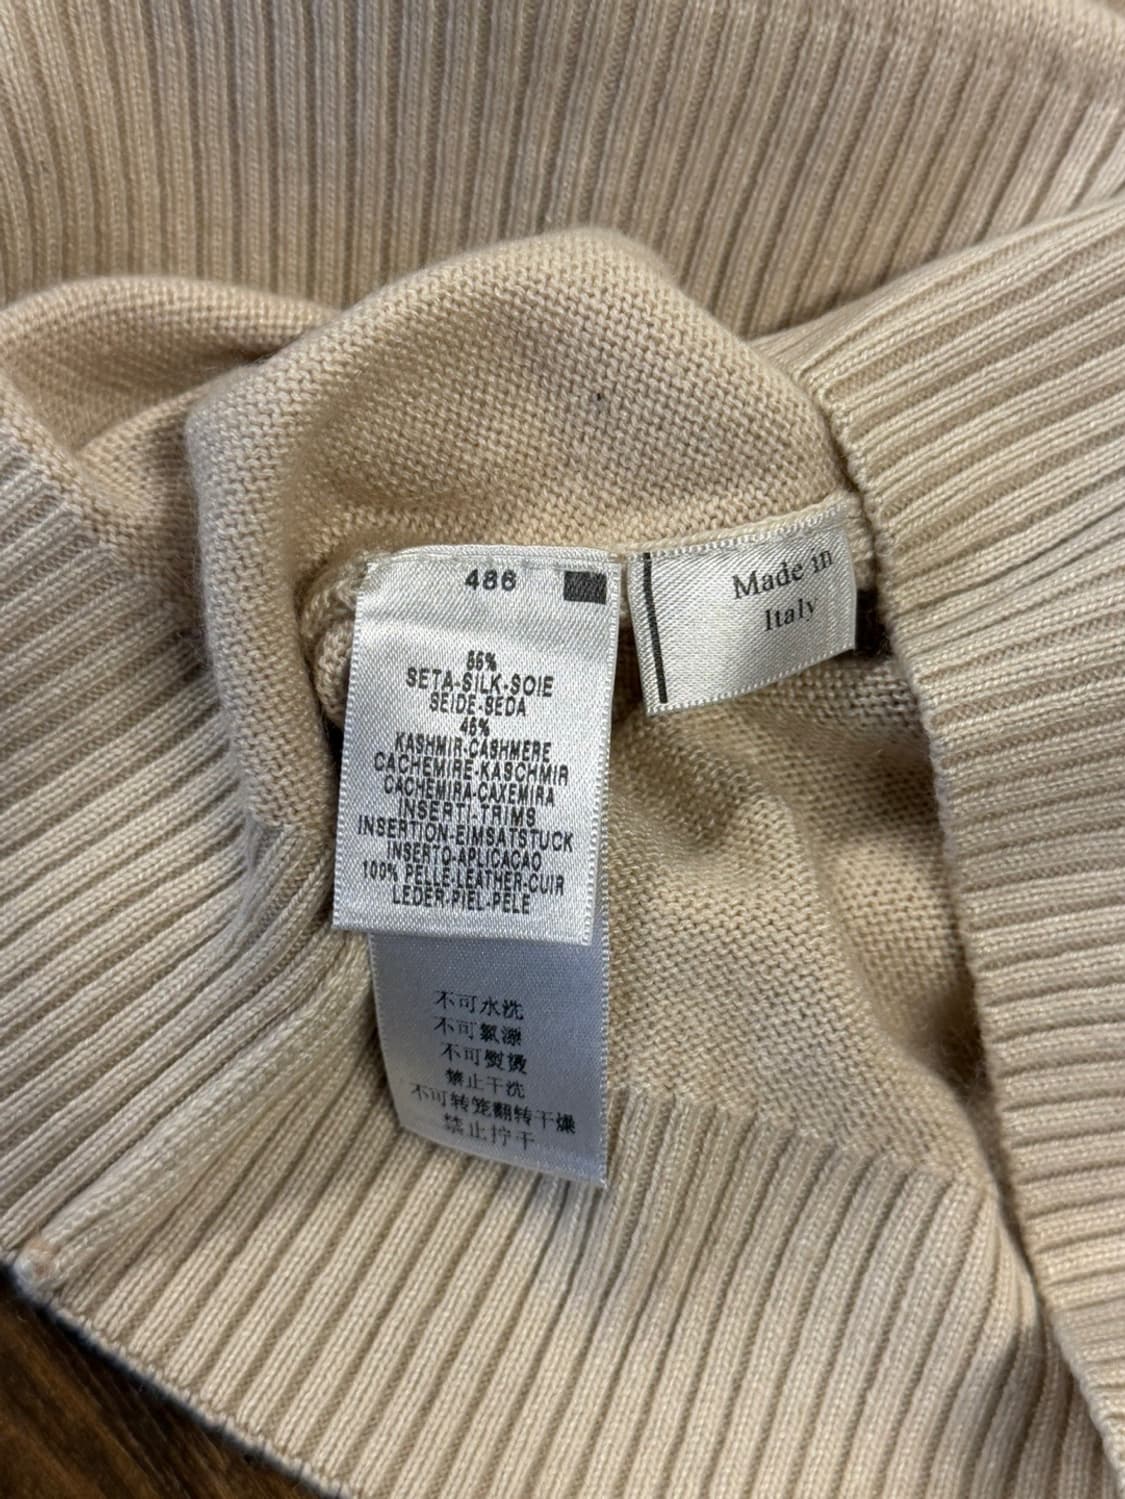 486
55%
SETA-SILK-SOIE
SEIDE-SEDA
45%
KASHMIR-CASHMERE
CACHEMIRE-KASCHMIR
CACHEMIRA-CAXEMIRA
INSERTI-TRIMS
INSERTION-EIMSATSTUCK
INSERTO-APLICACAO
100% PELLE-LEATHER-CUIR
LEDER-PIEL-PELE
不可水洗
不可氯漂
不可熨烫
禁止干洗
不可转笼翻转干燥
禁止拧干
Made in
Italy